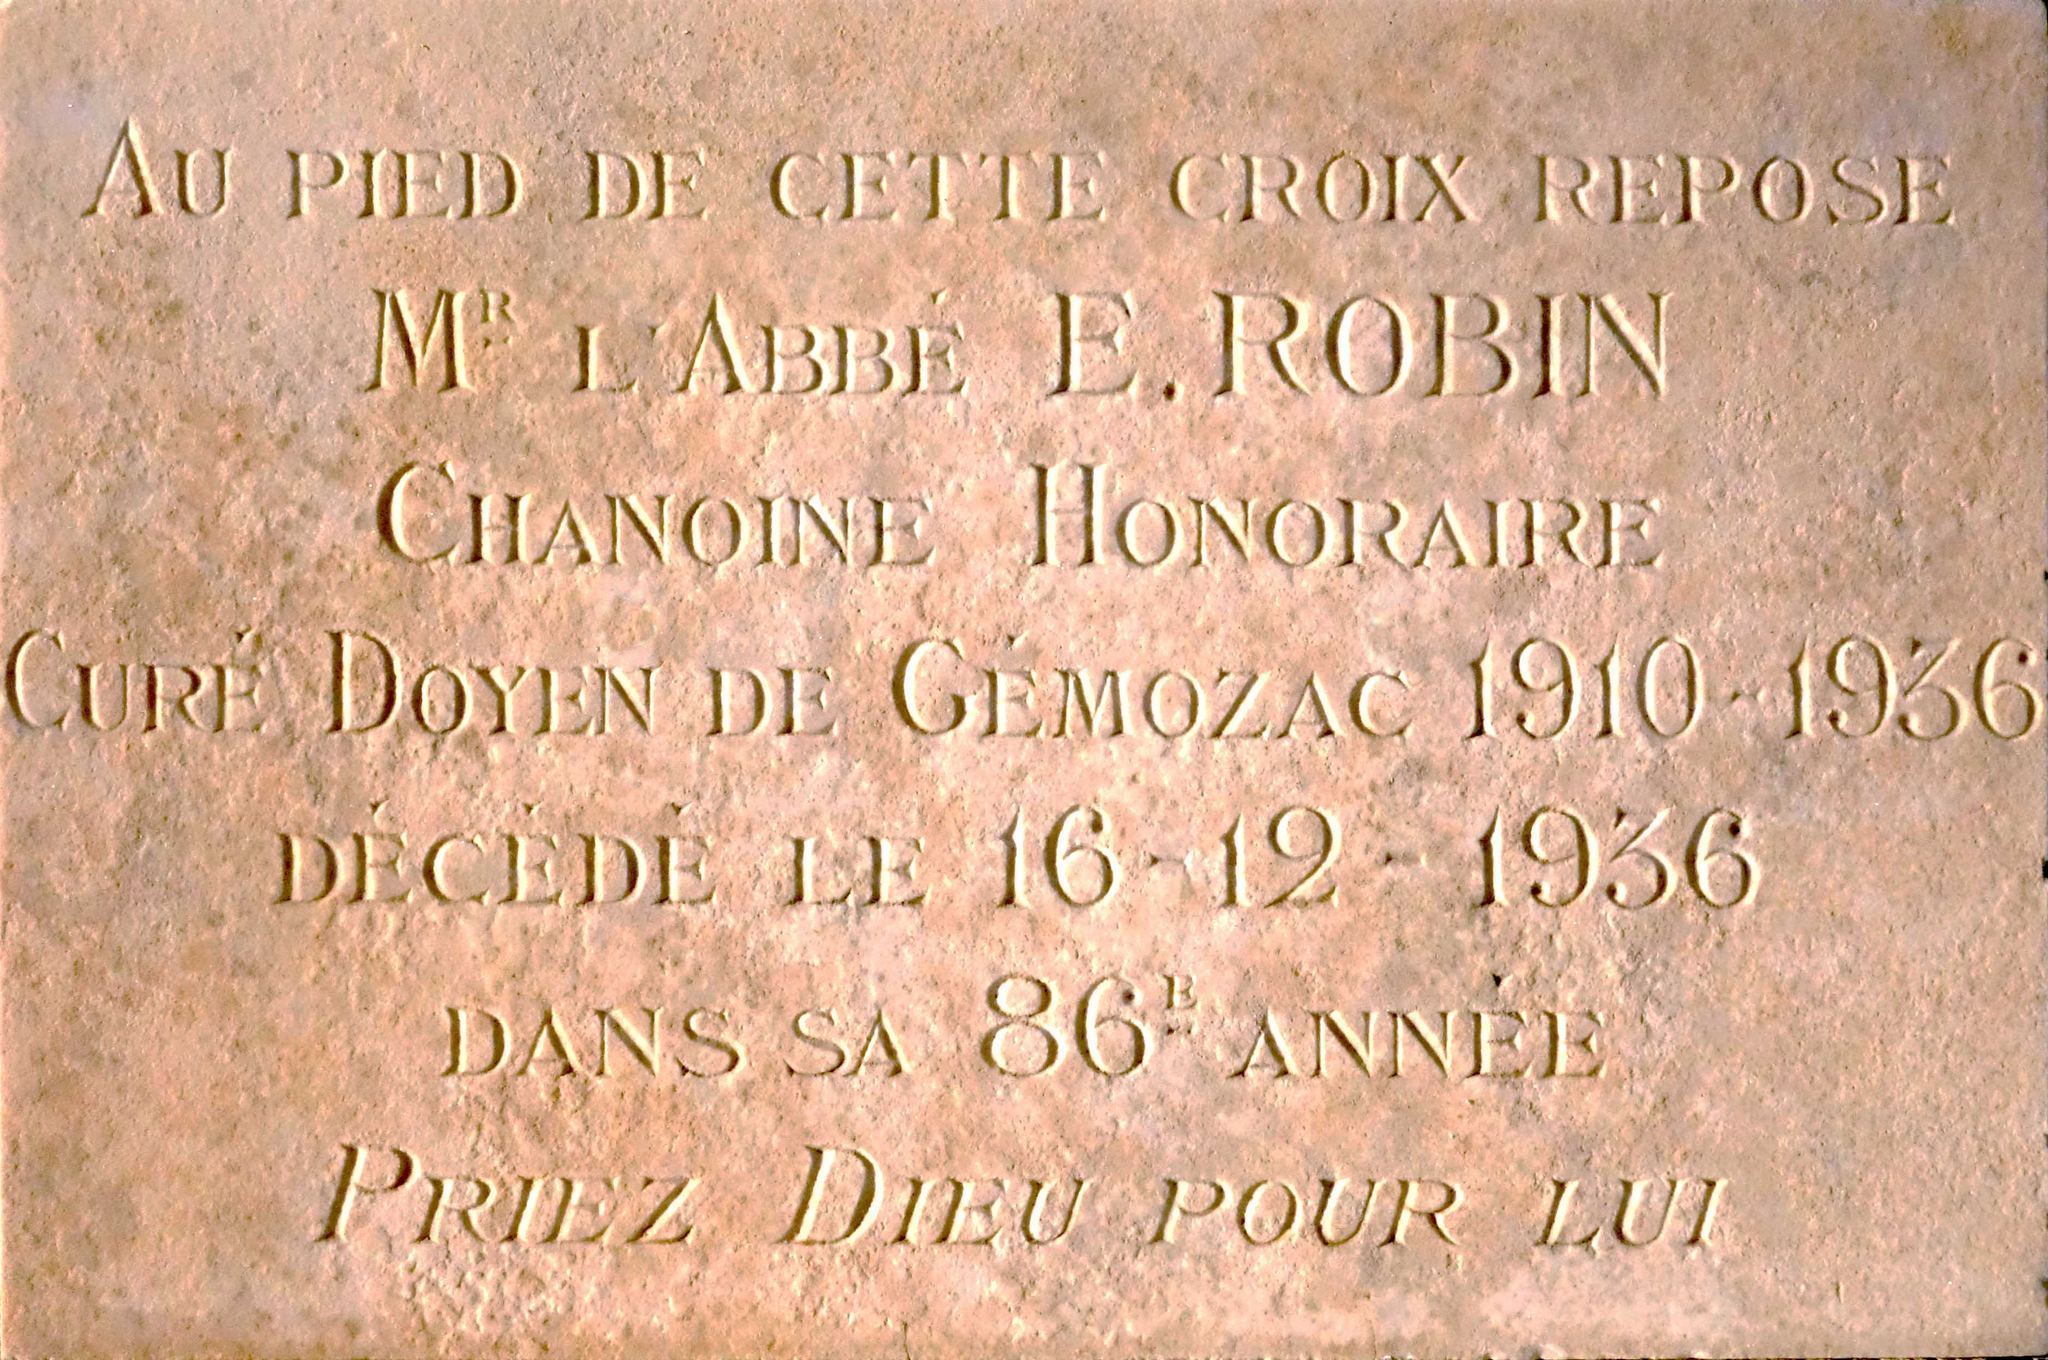 Au pied de cette croix repose
Mr l'Abbé E. ROBIN
Chanoine Honoraire
Curé Doyen de Gémozac 1910-1936
décédé le 16-12-1936
dans sa 86e année
Priez Dieu pour lui